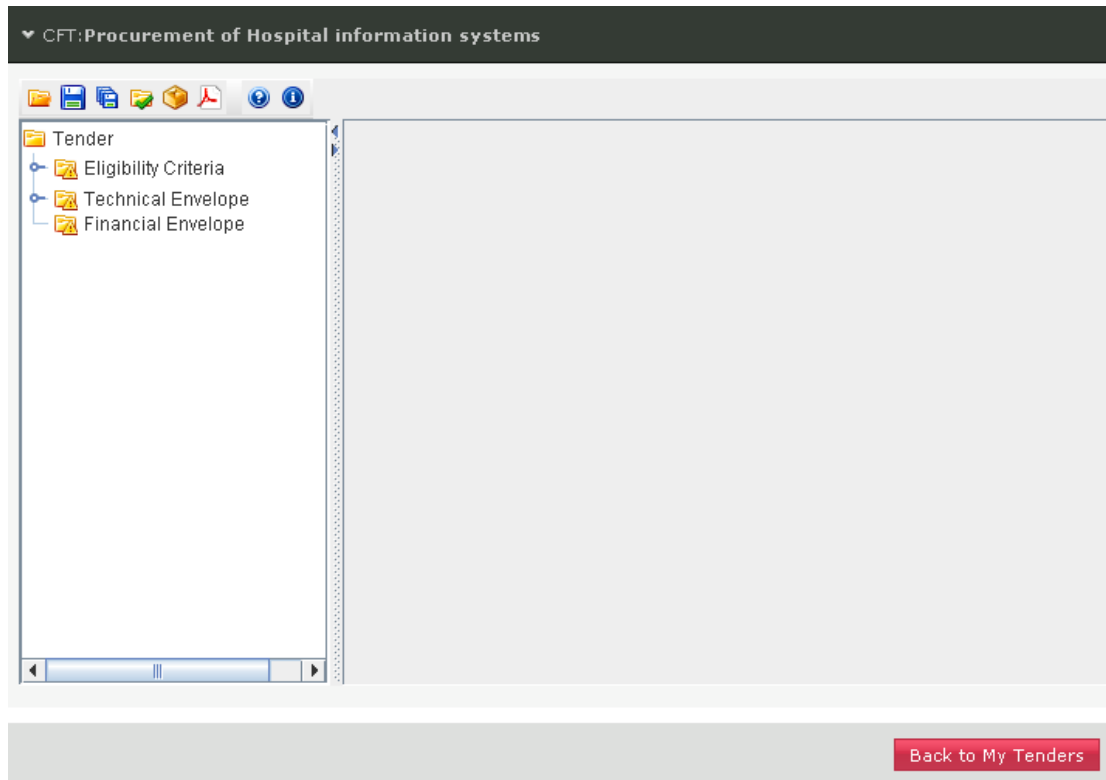 CFT:Procurement of Hospital information systems
Tender
Eligibility Criteria
Technical Envelope
Financial Envelope
Back to My Tenders